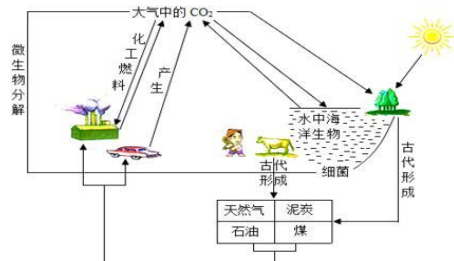 大气中的CO₂
微生物分解
化工燃料
产生
水中海
洋生物
细菌
古代
形成
古代形成
天然气 泥炭
石油 煤